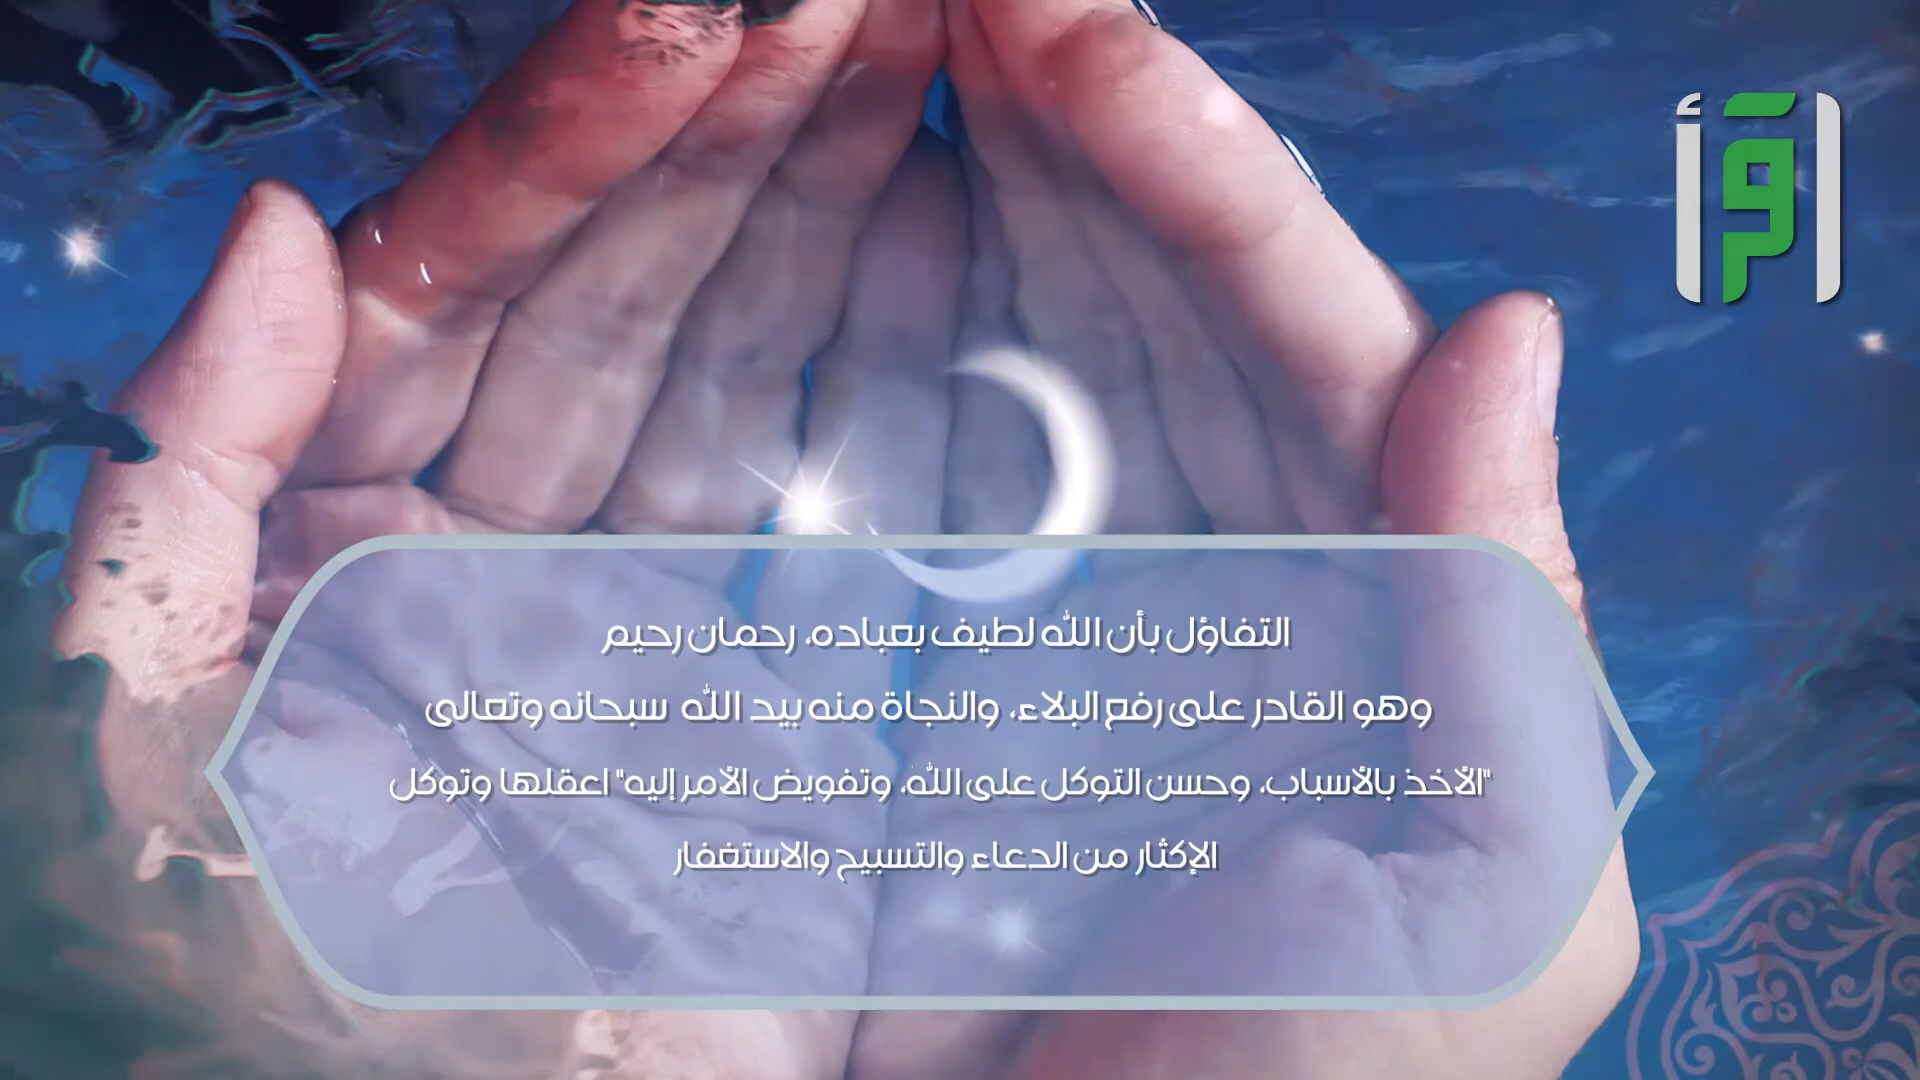 اقرأ
التفاؤل بأن الله لطيف بعباده، رحمان رحيم
وهو القادر على رفع البلاء، والنجاة منه بيد الله سبحانه وتعالى
"الأخذ بالأسباب، وحسن التوكل على الله، وتفويض الأمر إليه" اعقلها وتوكل
الإكثار من الدعاء والتسبيح والاستغفار